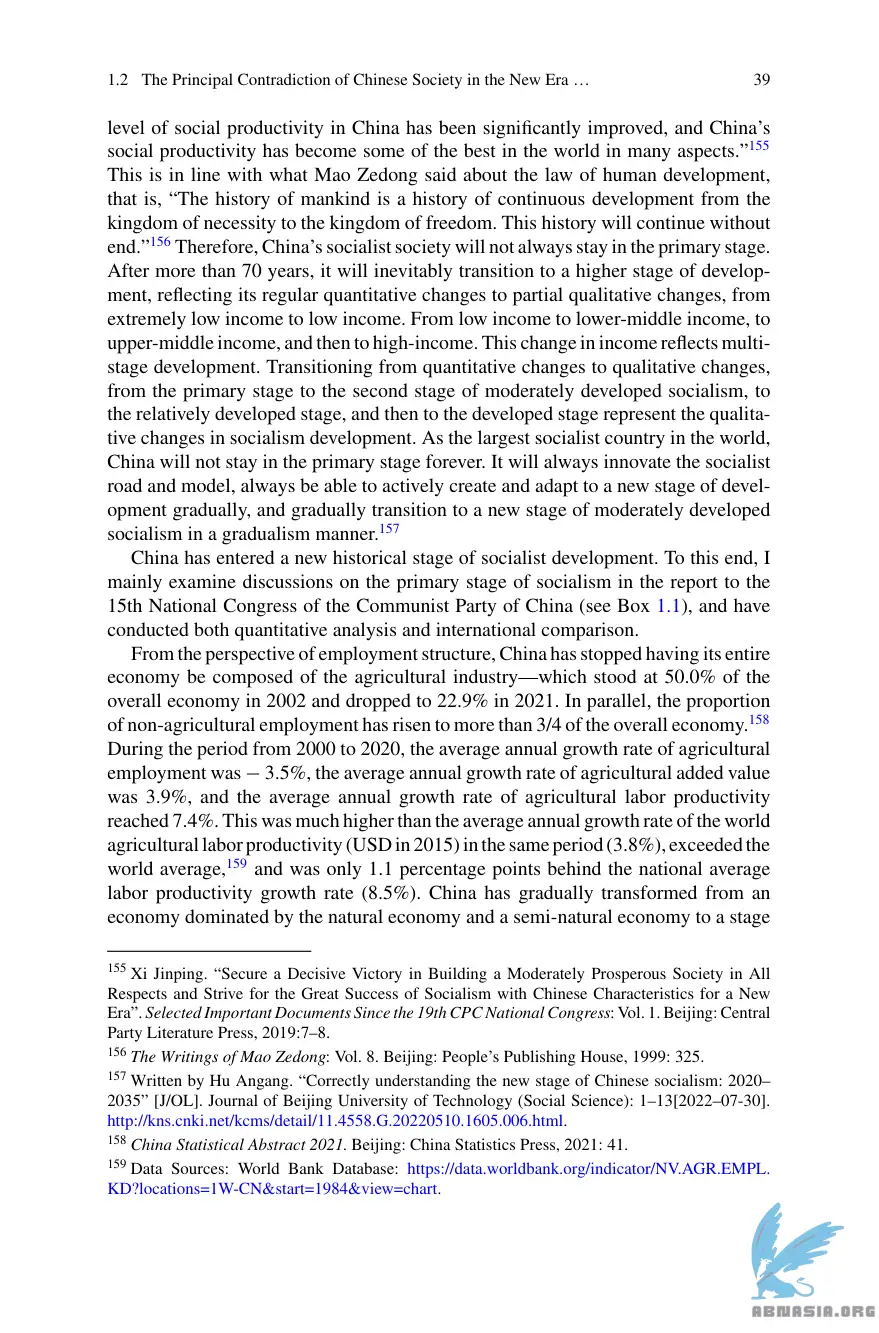 1.2 The Principal Contradiction of Chinese Society in the New Era … 39
level of social productivity in China has been significantly improved, and China’s
social productivity has become some of the best in the world in many aspects.”155
This is in line with what Mao Zedong said about the law of human development,
that is, “The history of mankind is a history of continuous development from the
kingdom of necessity to the kingdom of freedom. This history will continue without
end.”156 Therefore, China’s socialist society will not always stay in the primary stage.
After more than 70 years, it will inevitably transition to a higher stage of develop-
ment, reflecting its regular quantitative changes to partial qualitative changes, from
extremely low income to low income. From low income to lower-middle income, to
upper-middle income, and then to high-income. This change in income reflects multi-
stage development. Transitioning from quantitative changes to qualitative changes,
from the primary stage to the second stage of moderately developed socialism, to
the relatively developed stage, and then to the developed stage represent the qualita-
tive changes in socialism development. As the largest socialist country in the world,
China will not stay in the primary stage forever. It will always innovate the socialist
road and model, always be able to actively create and adapt to a new stage of devel-
opment gradually, and gradually transition to a new stage of moderately developed
socialism in a gradualism manner.157
China has entered a new historical stage of socialist development. To this end, I
mainly examine discussions on the primary stage of socialism in the report to the
15th National Congress of the Communist Party of China (see Box 1.1), and have
conducted both quantitative analysis and international comparison.
From the perspective of employment structure, China has stopped having its entire
economy be composed of the agricultural industry—which stood at 50.0% of the
overall economy in 2002 and dropped to 22.9% in 2021. In parallel, the proportion
of non-agricultural employment has risen to more than 3/4 of the overall economy.158
During the period from 2000 to 2020, the average annual growth rate of agricultural
employment was − 3.5%, the average annual growth rate of agricultural added value
was 3.9%, and the average annual growth rate of agricultural labor productivity
reached 7.4%. This was much higher than the average annual growth rate of the world
agricultural labor productivity (USD in 2015) in the same period (3.8%), exceeded the
world average,159 and was only 1.1 percentage points behind the national average
labor productivity growth rate (8.5%). China has gradually transformed from an
economy dominated by the natural economy and a semi-natural economy to a stage
155 Xi Jinping. “Secure a Decisive Victory in Building a Moderately Prosperous Society in All
Respects and Strive for the Great Success of Socialism with Chinese Characteristics for a New
Era”. Selected Important Documents Since the 19th CPC National Congress: Vol. 1. Beijing: Central
Party Literature Press, 2019:7–8.
156 The Writings of Mao Zedong: Vol. 8. Beijing: People’s Publishing House, 1999: 325.
157 Written by Hu Angang. “Correctly understanding the new stage of Chinese socialism: 2020–
2035” [J/OL]. Journal of Beijing University of Technology (Social Science): 1–13[2022–07-30].
http://kns.cnki.net/kcms/detail/11.4558.G.20220510.1605.006.html.
158 China Statistical Abstract 2021. Beijing: China Statistics Press, 2021: 41.
159 Data Sources: World Bank Database: https://data.worldbank.org/indicator/NV.AGR.EMPL.
KD?locations=1W-CN&start=1984&view=chart.
ABNASIA.ORG